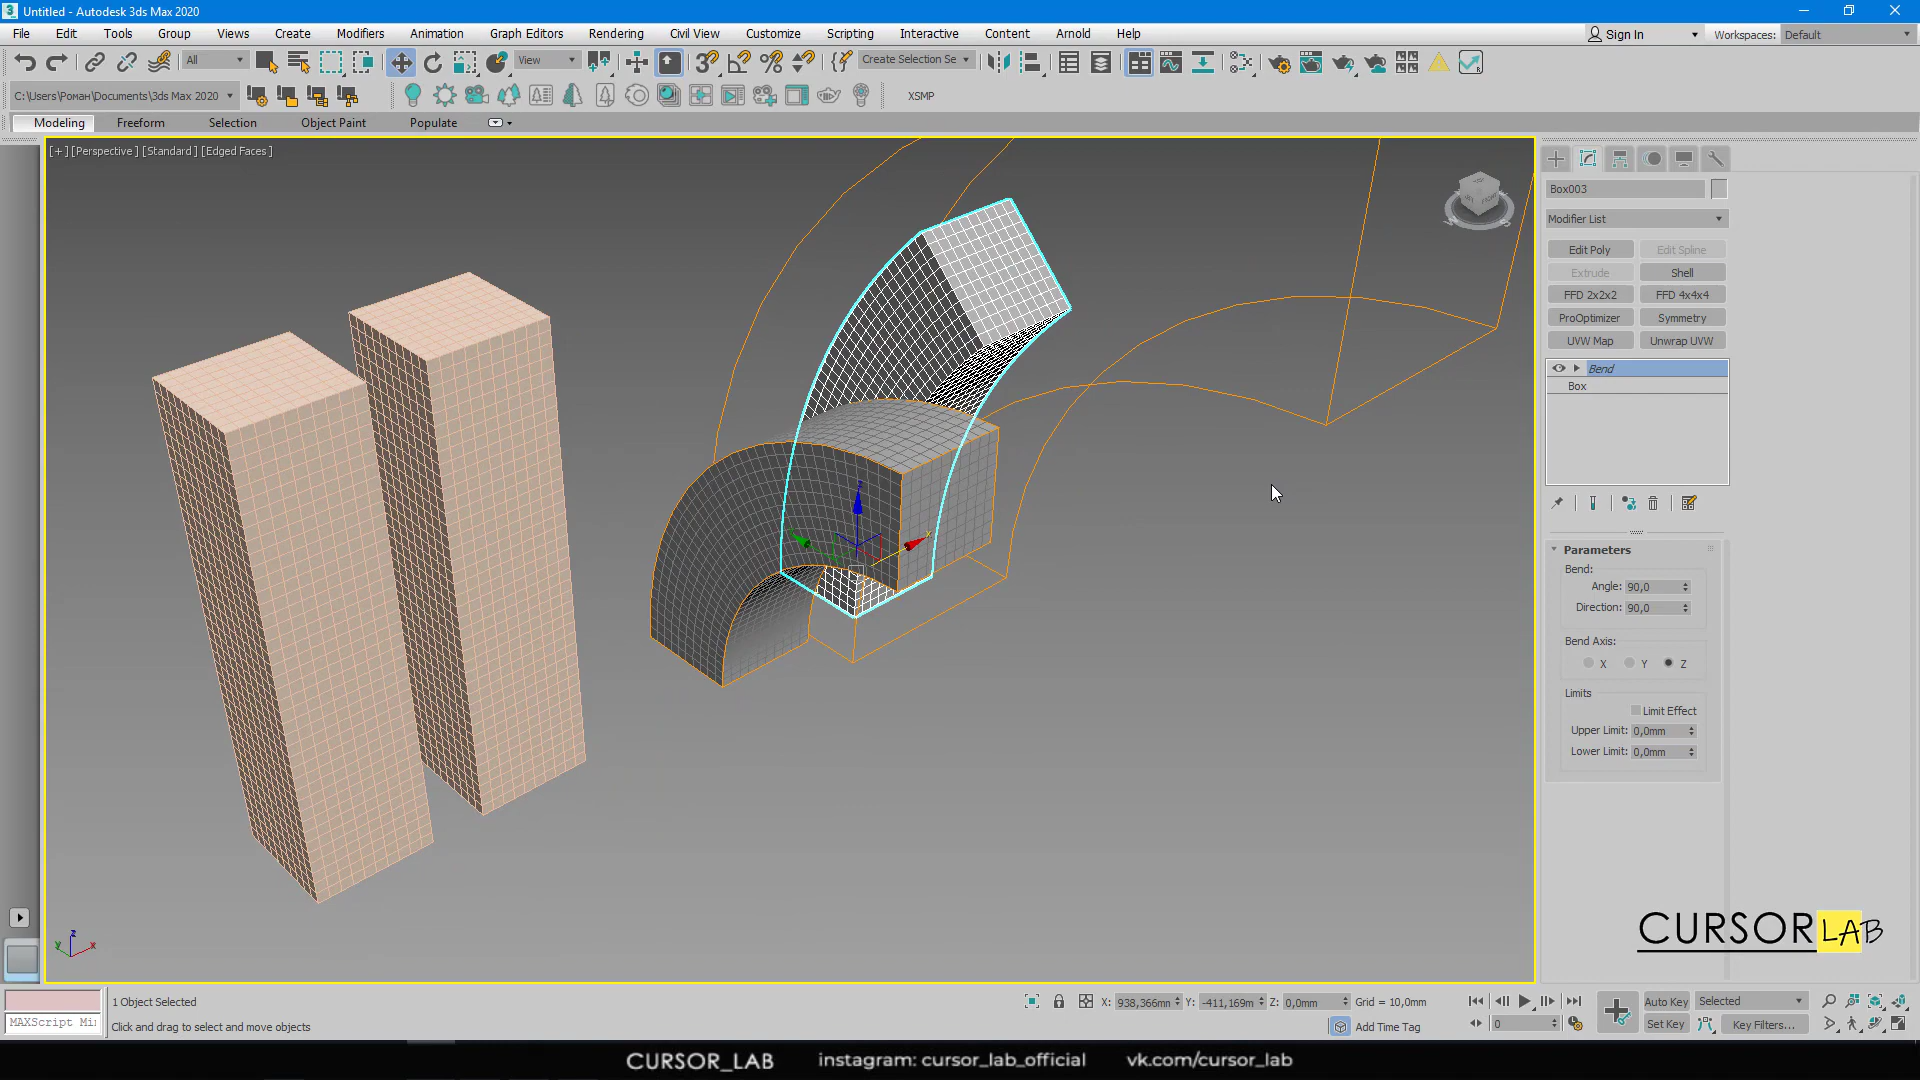 Untitled - Autodesk 3ds Max 2020
File Edit Tools Group Views Create Modifiers Animation Graph Editors Rendering Civil View Customize Scripting Interactive Content Arnold Help
Sign In Workspaces: Default
All View Create Selection Se
C:\Users\Роман\Documents\3ds Max 2020 XSMP
Modeling Freeform Selection Object Paint Populate
[+] [Perspective ] [Standard ] [Edged Faces ]
Box003
Modifier List
Edit Poly Edit Spline
Extrude Shell
FFD 2x2x2 FFD 4x4x4
ProOptimizer Symmetry
UVW Map Unwrap UVW
Bend
Box
Parameters
Bend:
Angle: 90,0
Direction: 90,0
Bend Axis:
X Y Z
Limits
Limit Effect
Upper Limit: 0,0mm
Lower Limit: 0,0mm
CURSOR LAB
1 Object Selected
X: 938,366mm Y: -411,169m Z: 0,0mm Grid = 10,0mm
Auto Key Selected
MAXScript Mi
Click and drag to select and move objects
Add Time Tag
0
Set Key Key Filters...
CURSOR_LAB instagram: cursor_lab_official vk.com/cursor_lab